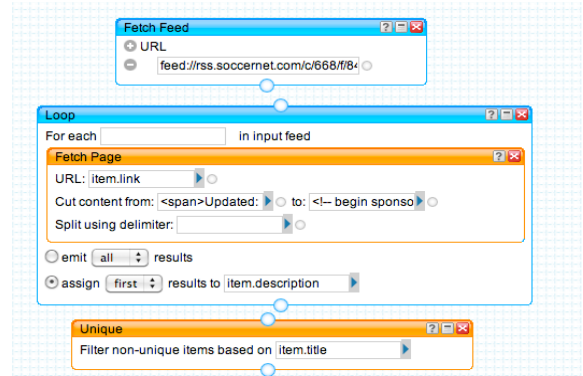 Fetch Feed
URL
feed://rss.soccernet.com/c/668/f/84
Loop
For each in input feed
Fetch Page
URL: item.link
Cut content from: <span>Updated: to: <!-- begin sponso
Split using delimiter:
emit all results
assign first results to item.description
Unique
Filter non-unique items based on item.title